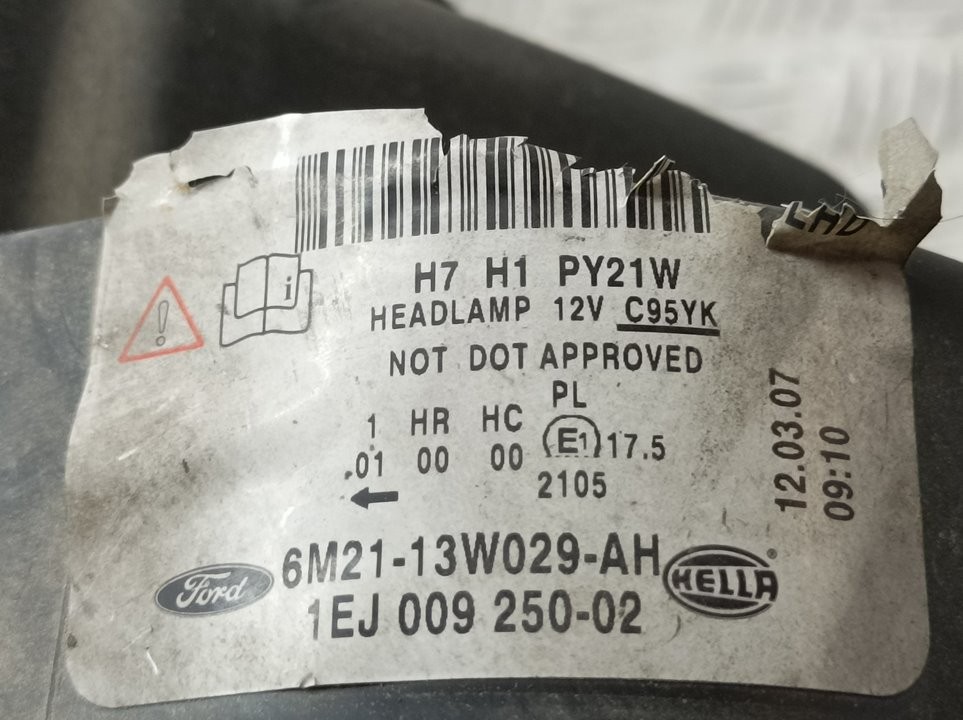 LHD
H7 H1 PY21W
HEADLAMP 12V C95YK
NOT DOT APPROVED
PL
1 HR HC E1 17.5
.01 00 00
2105
12.03.07
09:10
6M21-13W029-AH
Ford
HELLA
1EJ 009 250-02